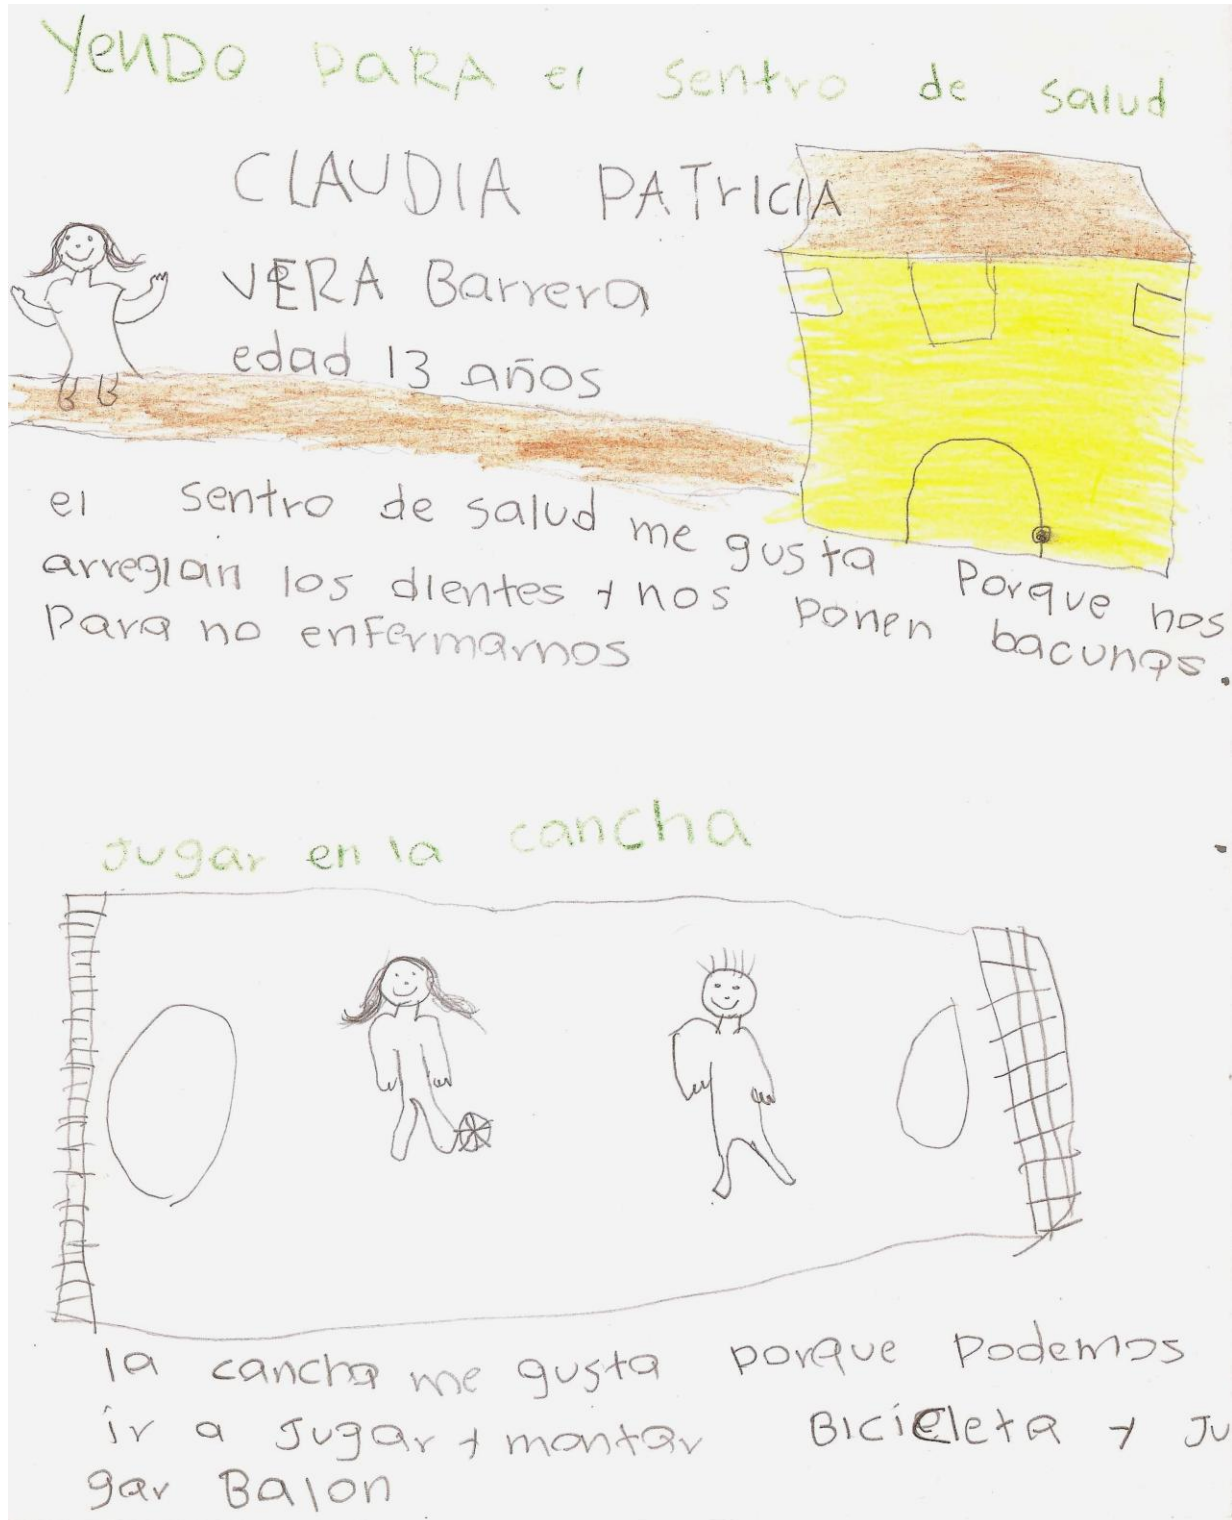 YeNDO PARA el sentro de salud
CLAUDIA PATrICIA
VERA Barrera
edad 13 años
el sentro de salud me gusta Porque nos
arreglan los dientes y nos ponen bacunas.
Para no enfermarnos
Jugar en la cancha
la cancha me gusta porque Podemos
ir a Jugar y montar BIcicleta y Ju
gar Balon